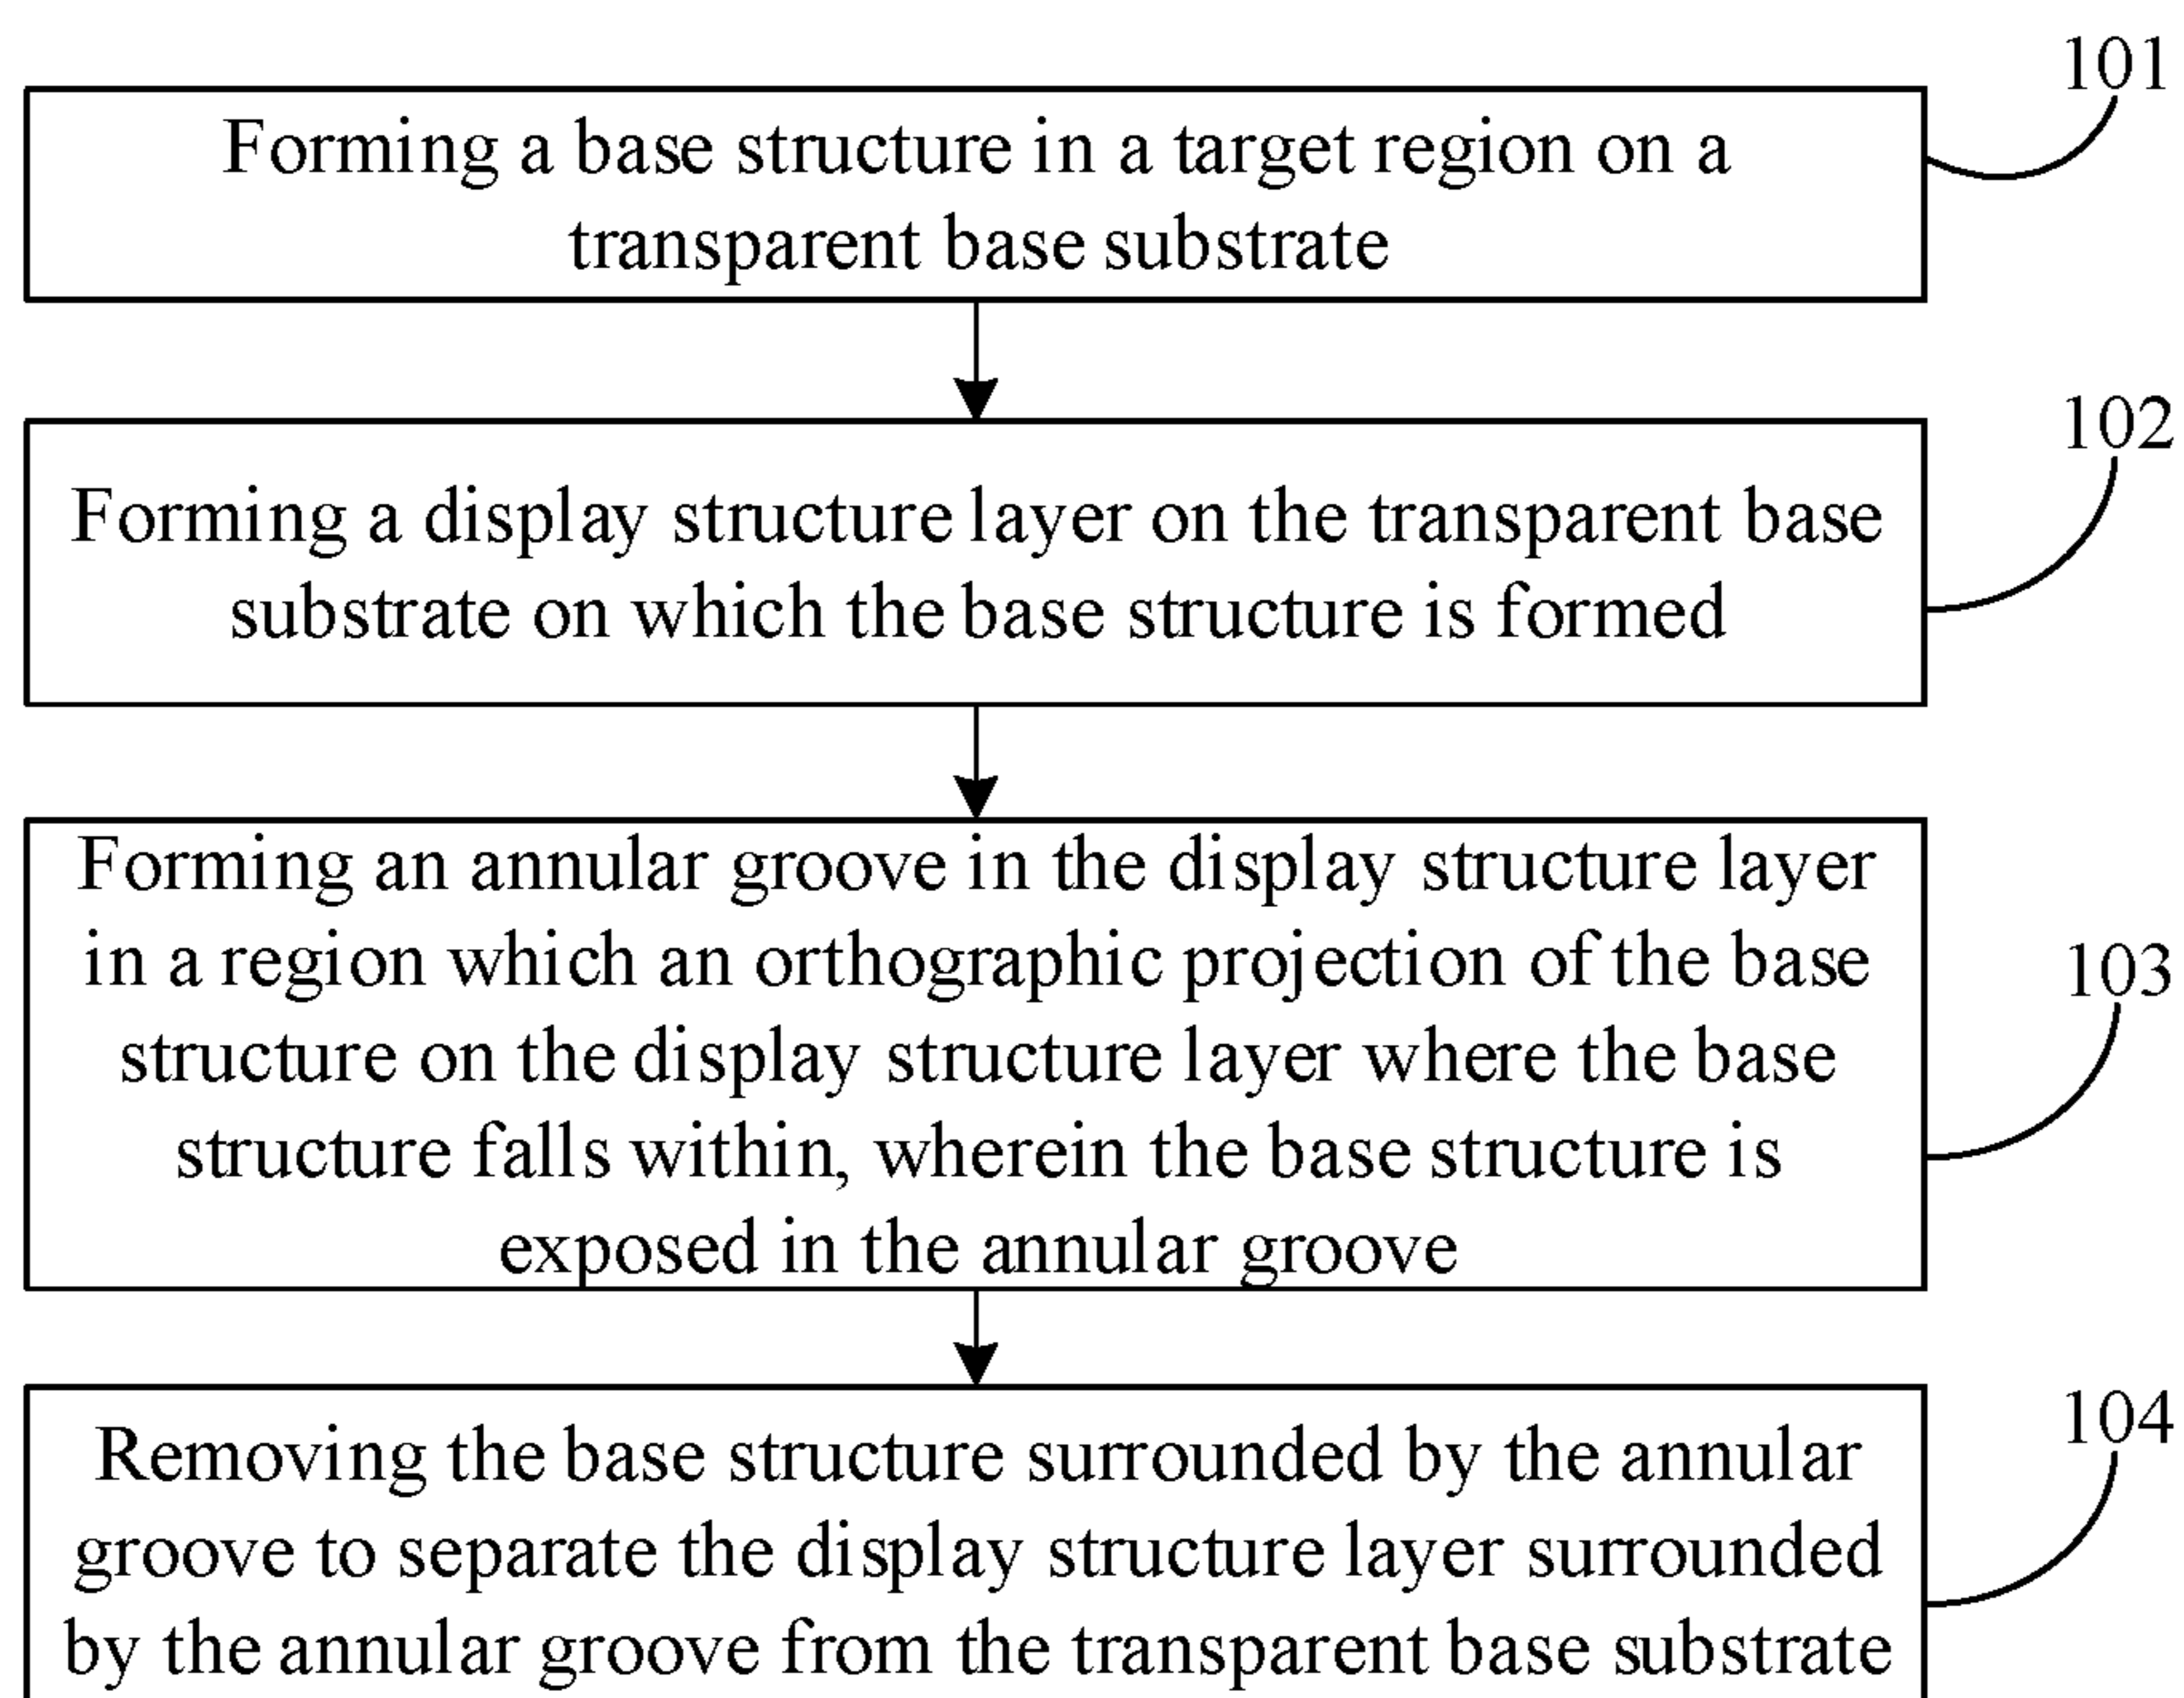 101
Forming a base structure in a target region on a
transparent base substrate
102
Forming a display structure layer on the transparent base
substrate on which the base structure is formed
Forming an annular groove in the display structure layer
in a region which an orthographic projection of the base
103
structure on the display structure layer where the base
structure falls within, wherein the base structure is
exposed in the annular groove
104
Removing the base structure surrounded by the annular
groove to separate the display structure layer surrounded
by the annular groove from the transparent base substrate